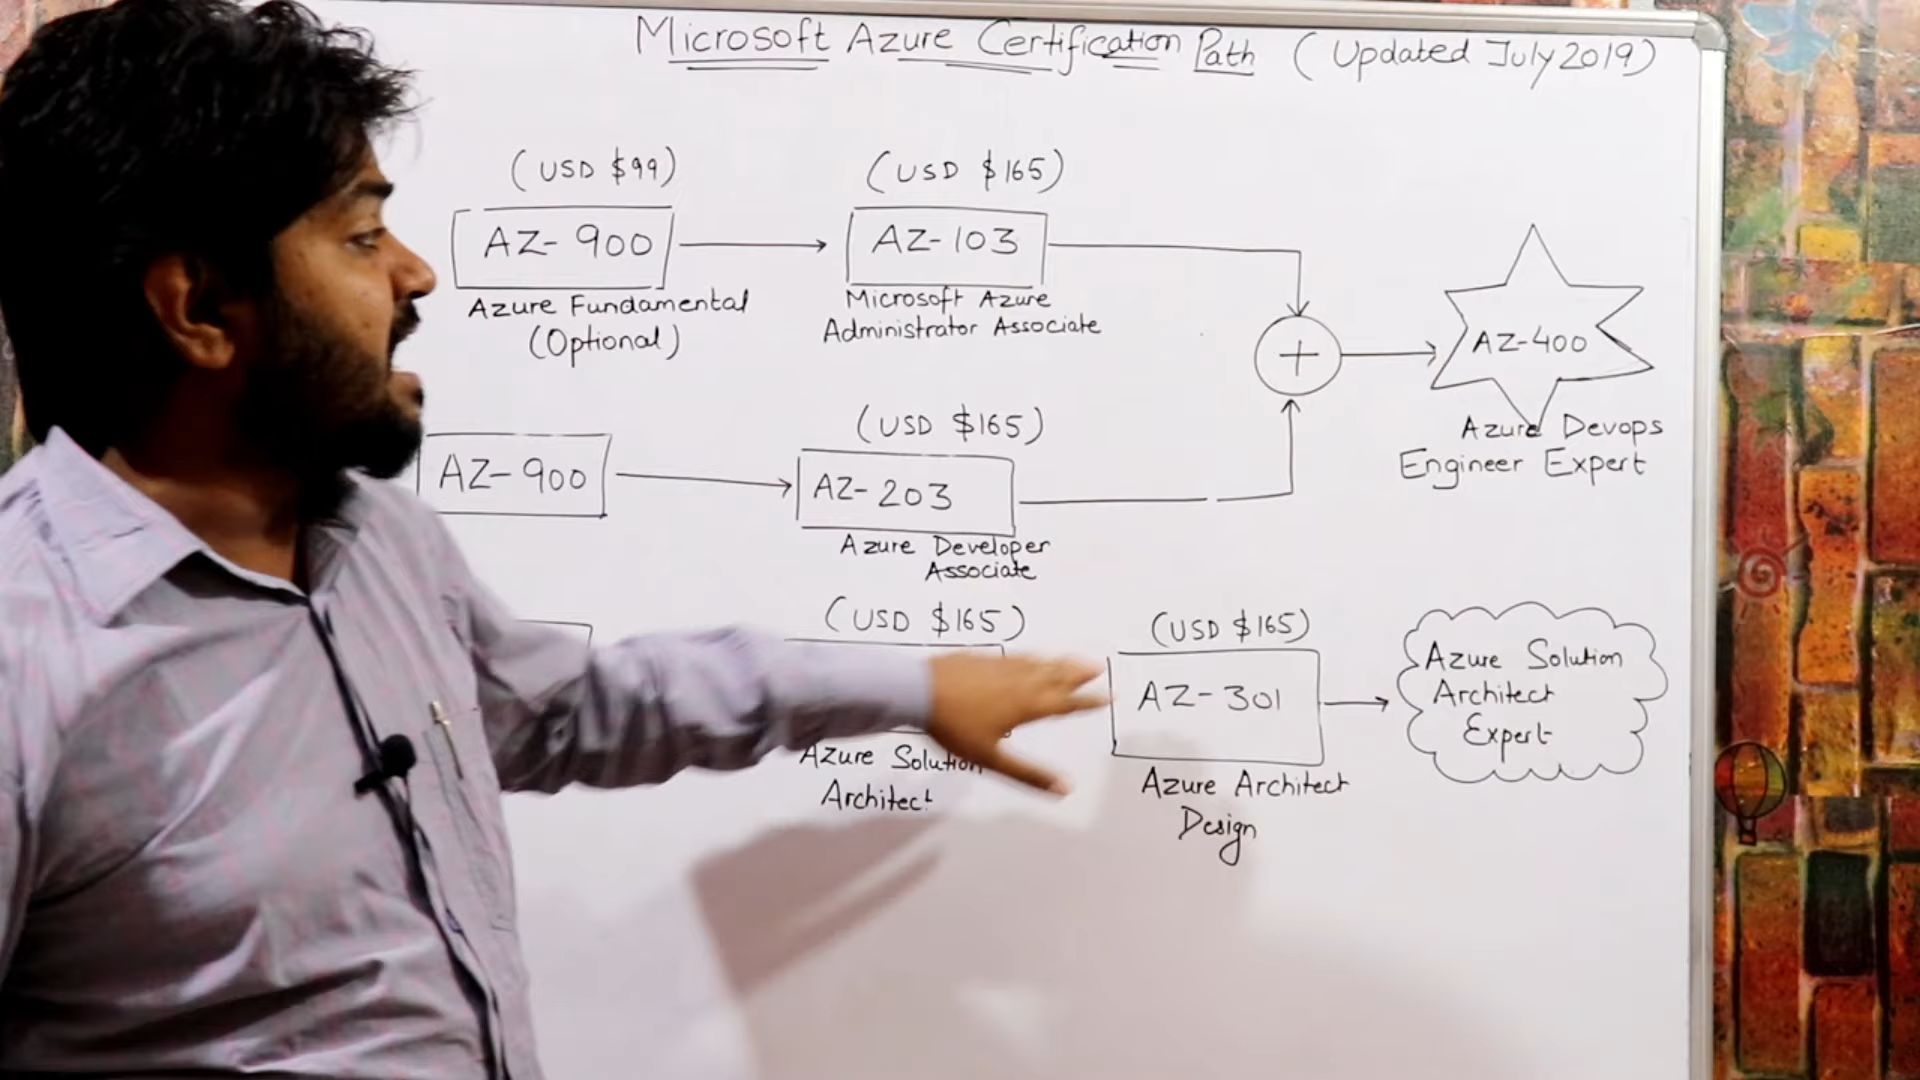 Microsoft Azure Certification Path (Updated July 2019)
(USD $99)
(USD $165)
AZ-900
AZ-103
Azure Fundamental
(Optional)
Microsoft Azure
Administrator Associate
+
AZ-400
Azure Devops
Engineer Expert
(USD $165)
AZ-900
AZ-203
Azure Developer
Associate
(USD $165)
(USD $165)
AZ-301
Azure Solution
Architect
Expert
Azure Solution
Architect
Azure Architect
Design